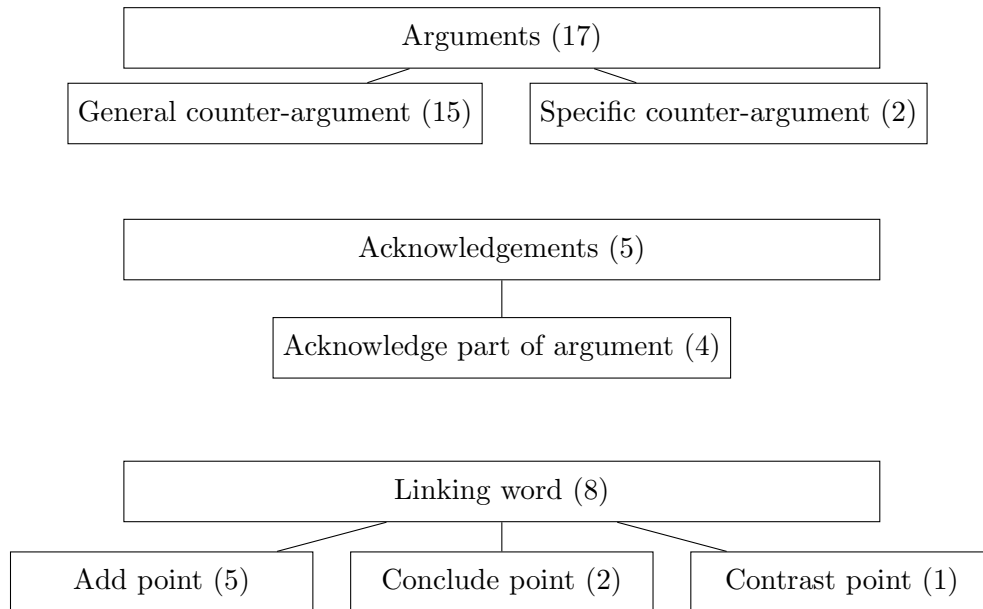 Arguments (17)
General counter-argument (15)
Specific counter-argument (2)
Acknowledgements (5)
Acknowledge part of argument (4)
Linking word (8)
Add point (5)
Conclude point (2)
Contrast point (1)